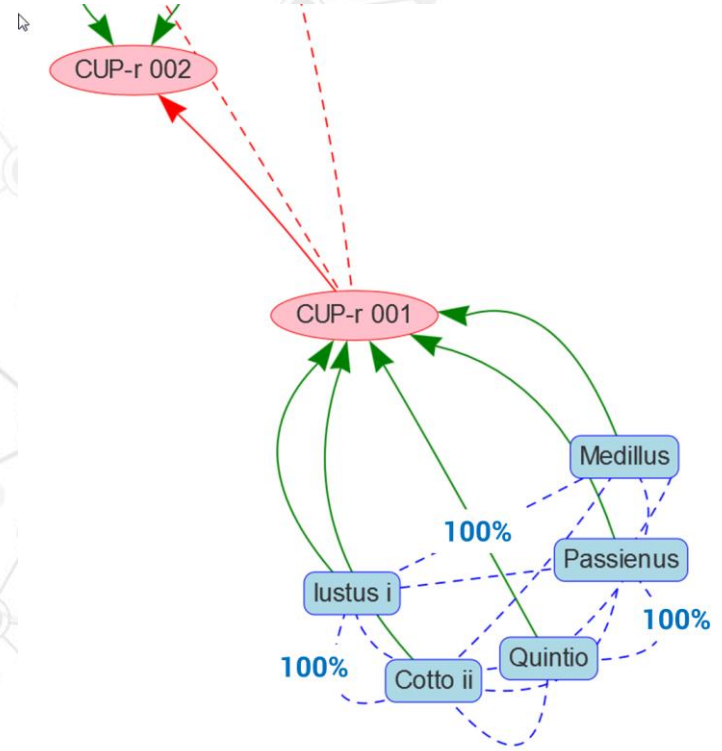 CUP-r 002
CUP-r 001
Medillus
100%
Passienus
Iustus i
100%
Quintio
100%
Cotto ii